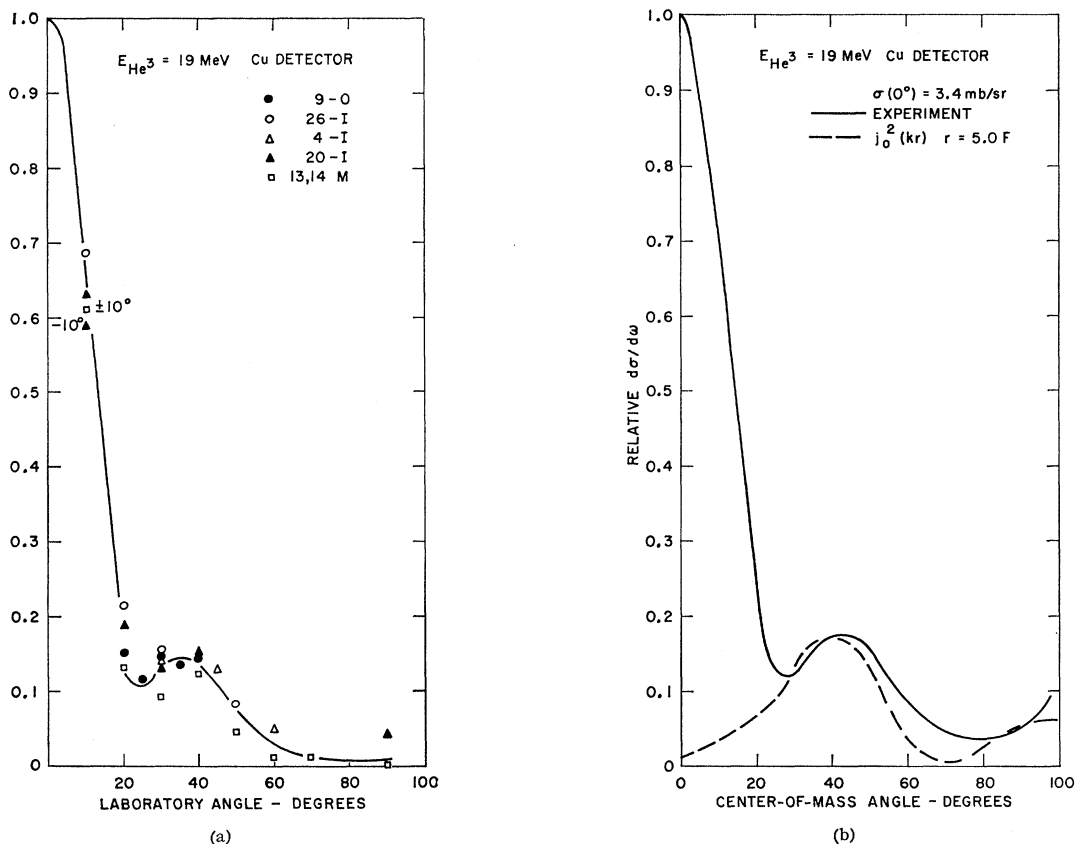 E_He³ = 19 MeV Cu DETECTOR
● 9 - O
○ 26 - I
△ 4 - I
▲ 20 - I
□ 13,14 M
±10°
-10°
1.0
0.9
0.8
0.7
0.6
0.5
0.4
0.3
0.2
0.1
0
20 40 60 80 100
LABORATORY ANGLE - DEGREES
(a)
E_He³ = 19 MeV Cu DETECTOR
σ(0°) = 3.4 mb/sr
EXPERIMENT
j_o²(kr) r = 5.0 F
RELATIVE dσ/dω
1.0
0.9
0.8
0.7
0.6
0.5
0.4
0.3
0.2
0.1
0
0 20 40 60 80 100
CENTER-OF-MASS ANGLE - DEGREES
(b)